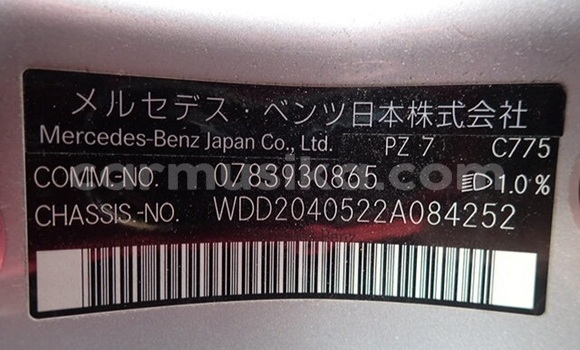 メルセデス・ベンツ日本株式会社
Mercedes-Benz Japan Co., Ltd. PZ 7 C775
COMM.-NO. 0783930865 1.0 %
CHASSIS.-NO. WDD2040522A084252